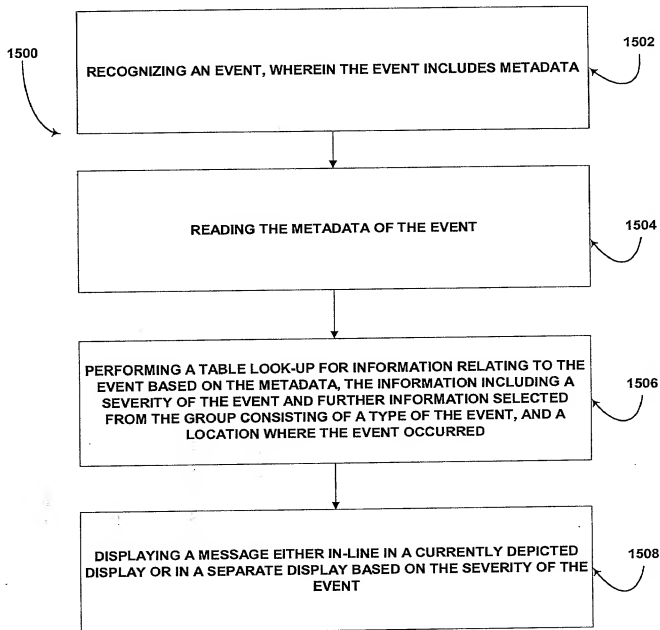 1500
1502
RECOGNIZING AN EVENT, WHEREIN THE EVENT INCLUDES METADATA
READING THE METADATA OF THE EVENT
1504
PERFORMING A TABLE LOOK-UP FOR INFORMATION RELATING TO THE
EVENT BASED ON THE METADATA, THE INFORMATION INCLUDING A
SEVERITY OF THE EVENT AND FURTHER INFORMATION SELECTED
FROM THE GROUP CONSISTING OF A TYPE OF THE EVENT, AND A
LOCATION WHERE THE EVENT OCCURRED
1506
DISPLAYING A MESSAGE EITHER IN-LINE IN A CURRENTLY DEPICTED
DISPLAY OR IN A SEPARATE DISPLAY BASED ON THE SEVERITY OF THE
EVENT
1508